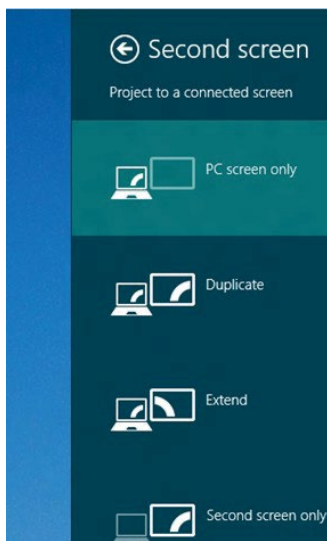 Second screen
Project to a connected screen
PC screen only
Duplicate
Extend
Second screen only